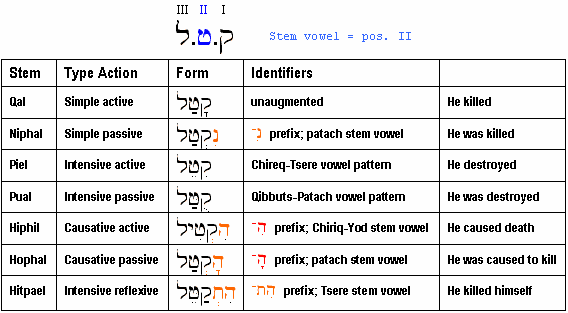 III II I
ק.ט.ל
Stem vowel = pos. II
Stem Type Action Form Identifiers
Qal Simple active קָטַל unaugmented He killed
Niphal Simple passive נִקְטַל נִ־ prefix; patach stem vowel He was killed
Piel Intensive active קִטֵּל Chireq-Tsere vowel pattern He destroyed
Pual Intensive passive קֻטַּל Qibbuts-Patach vowel pattern He was destroyed
Hiphil Causative active הִקְטִיל הִ־ prefix; Chiriq-Yod stem vowel He caused death
Hophal Causative passive הָקְטַל הָ־ prefix; patach stem vowel He was caused to kill
Hitpael Intensive reflexive הִתְקַטֵּל הִת־ prefix; Tsere stem vowel He killed himself